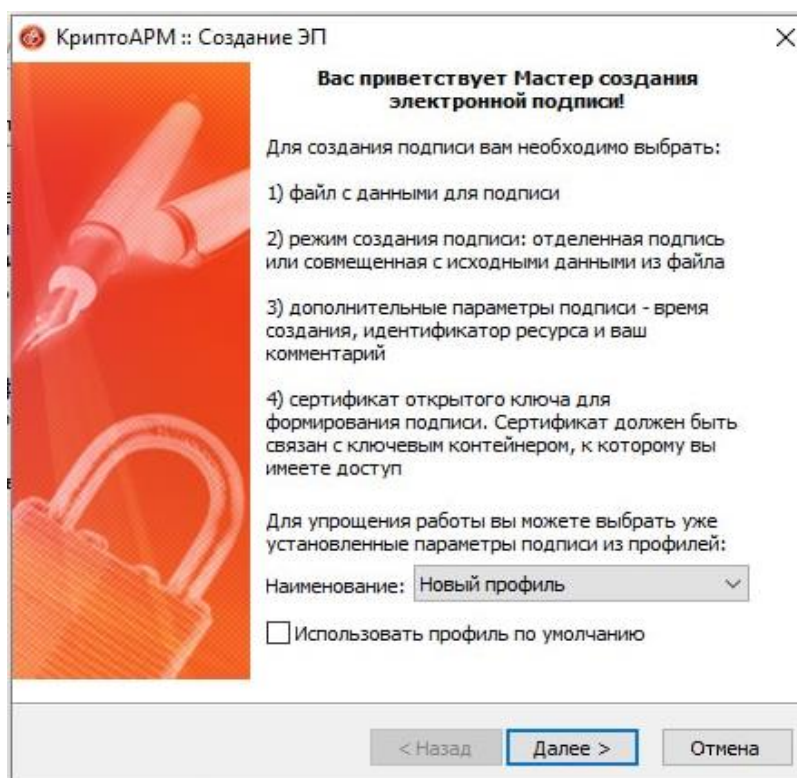 КриптоАРМ :: Создание ЭП
Вас приветствует Мастер создания
электронной подписи!
Для создания подписи вам необходимо выбрать:
1) файл с данными для подписи
2) режим создания подписи: отделенная подпись
или совмещенная с исходными данными из файла
3) дополнительные параметры подписи - время
создания, идентификатор ресурса и ваш
комментарий
4) сертификат открытого ключа для
формирования подписи. Сертификат должен быть
связан с ключевым контейнером, к которому вы
имеете доступ
Для упрощения работы вы можете выбрать уже
установленные параметры подписи из профилей:
Наименование: Новый профиль
Использовать профиль по умолчанию
< Назад Далее > Отмена